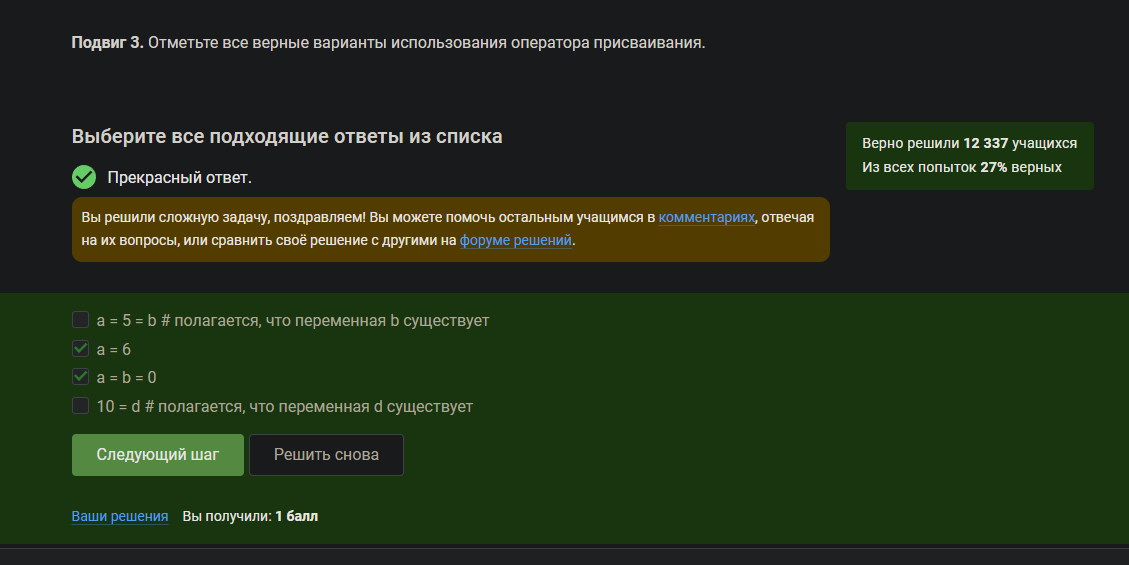 Подвиг 3. Отметьте все верные варианты использования оператора присваивания.
Выберите все подходящие ответы из списка
Верно решили 12 337 учащихся
Из всех попыток 27% верных
Прекрасный ответ.
Вы решили сложную задачу, поздравляем! Вы можете помочь остальным учащимся в комментариях, отвечая
на их вопросы, или сравнить своё решение с другими на форуме решений.
a = 5 = b # полагается, что переменная b существует
a = 6
a = b = 0
10 = d # полагается, что переменная d существует
Следующий шаг
Решить снова
Ваши решения Вы получили: 1 балл